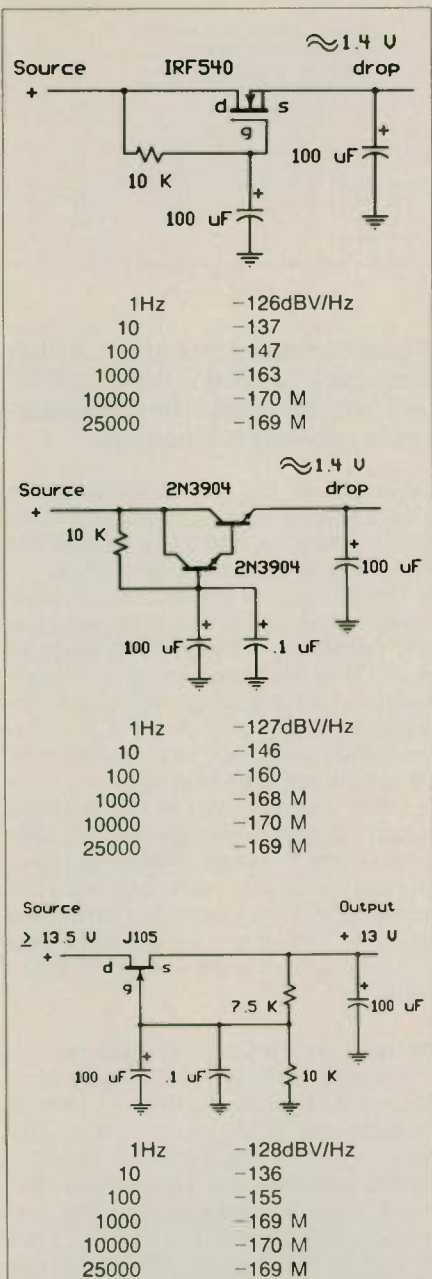 ≈1.4 V
Source IRF540 drop
+ d s +
g
10 K 100 uF
+
100 uF
1Hz -126dBV/Hz
10 -137
100 -147
1000 -163
10000 -170 M
25000 -169 M
≈1.4 V
Source 2N3904 drop
+
10 K +
2N3904 100 uF
+ +
100 uF .1 uF
1Hz -127dBV/Hz
10 -146
100 -160
1000 -168 M
10000 -170 M
25000 -169 M
Source Output
≥ 13.5 V J105 + 13 V
+ d s
g +
7.5 K 100 uF
+
100 uF .1 uF 10 K
1Hz -128dBV/Hz
10 -136
100 -155
1000 -169 M
10000 -170 M
25000 -169 M